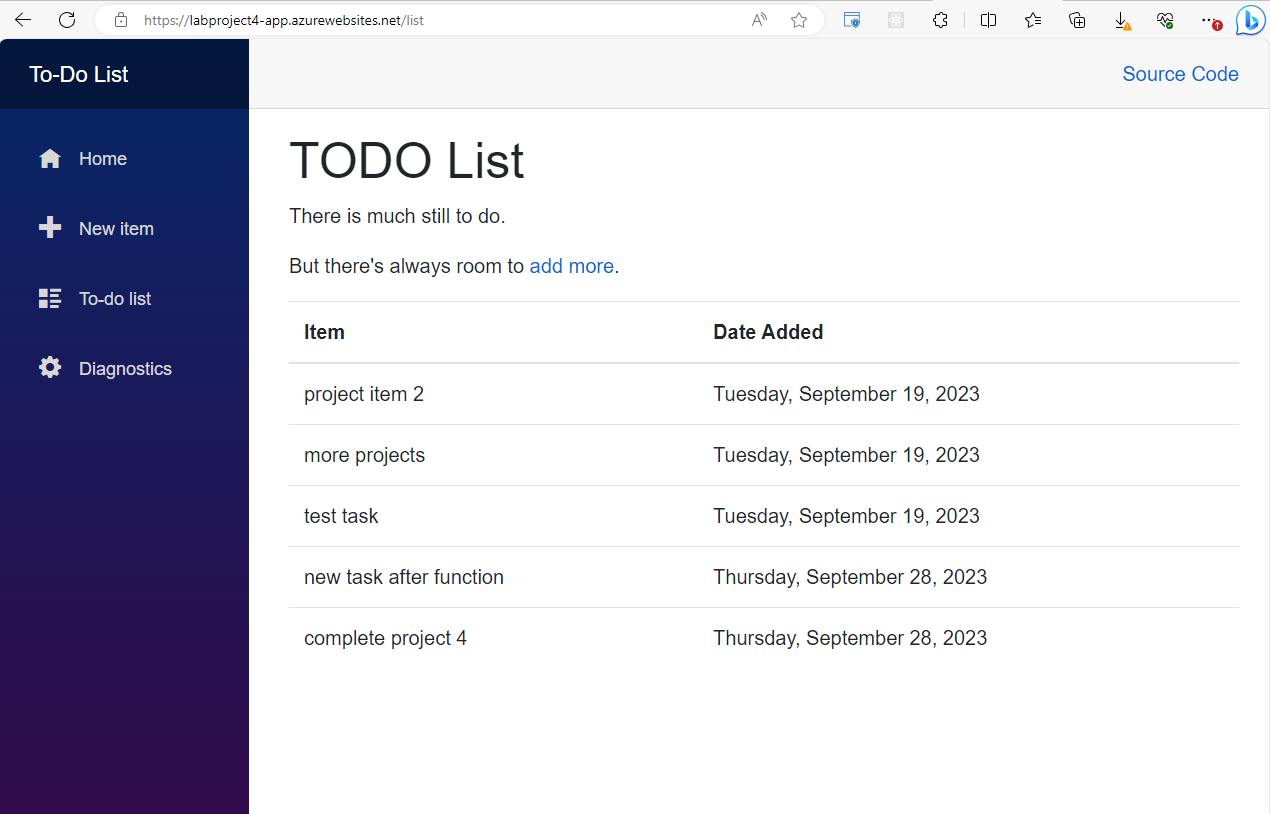 https://labproject4-app.azurewebsites.net/list
To-Do List
Source Code
Home
New item
To-do list
Diagnostics
TODO List
There is much still to do.
But there's always room to add more.
Item Date Added
project item 2 Tuesday, September 19, 2023
more projects Tuesday, September 19, 2023
test task Tuesday, September 19, 2023
new task after function Thursday, September 28, 2023
complete project 4 Thursday, September 28, 2023